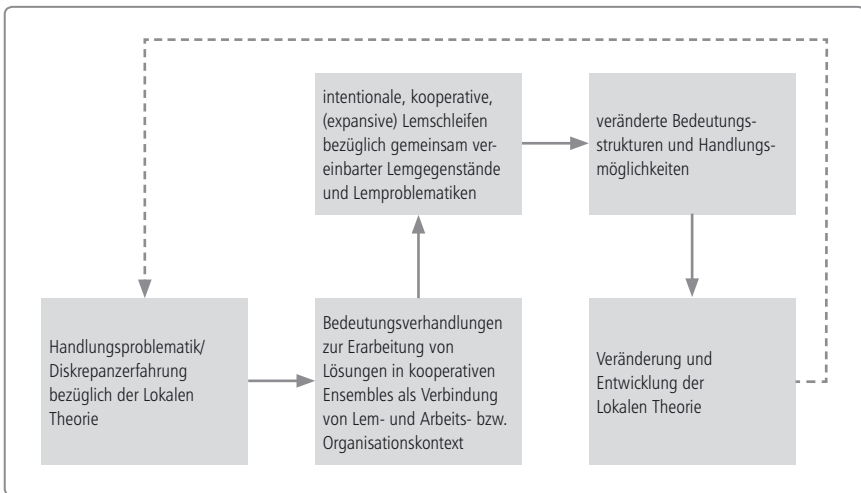 intentionale, kooperative,
(expansive) Lemschleifen
bezüglich gemeinsam ver-
einbarter Lemgegenstände
und Lemproblematiken
veränderte Bedeutungs-
strukturen und Handlungs-
möglichkeiten
Handlungsproblematik/
Diskrepanzerfahrung
bezüglich der Lokalen
Theorie
Bedeutungsverhandlungen
zur Erarbeitung von
Lösungen in kooperativen
Ensembles als Verbindung
von Lem- und Arbeits- bzw.
Organisationskontext
Veränderung und
Entwicklung der
Lokalen Theorie